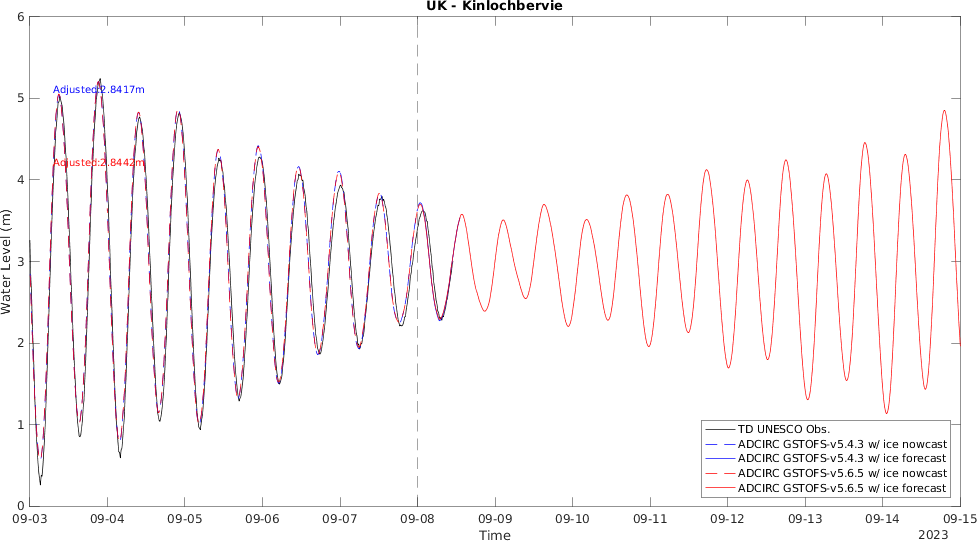 UK - Kinlochbervie
6
5
4
3
2
1
0
Water Level (m)
Adjusted:2.8417m
Adjusted:2.8442m
TD UNESCO Obs.
ADCIRC GSTOFS-v5.4.3 w/ ice nowcast
ADCIRC GSTOFS-v5.4.3 w/ ice forecast
ADCIRC GSTOFS-v5.6.5 w/ ice nowcast
ADCIRC GSTOFS-v5.6.5 w/ ice forecast
09-03 09-04 09-05 09-06 09-07 09-08 09-09 09-10 09-11 09-12 09-13 09-14 09-15
Time
2023